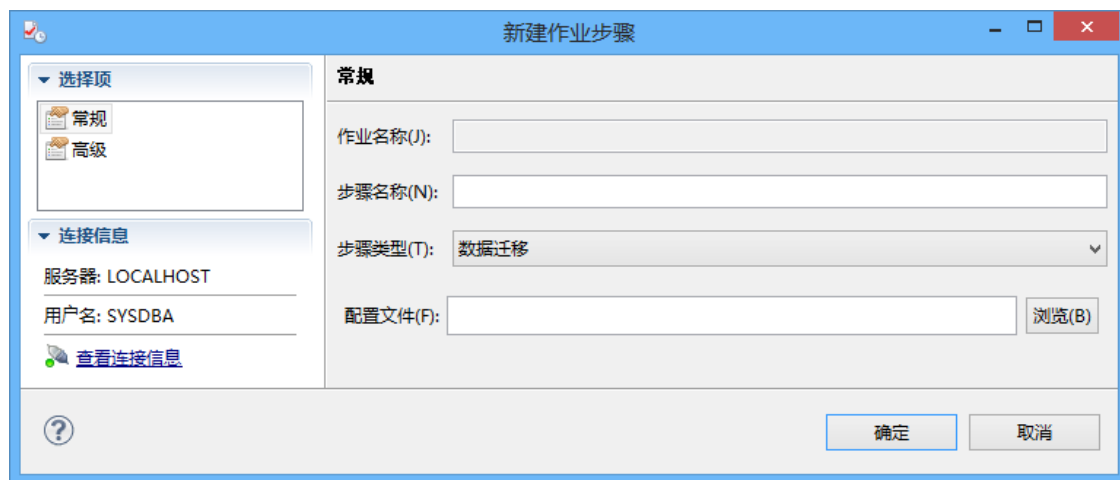 新建作业步骤
选择项
常规
高级
连接信息
服务器: LOCALHOST
用户名: SYSDBA
查看连接信息
常规
作业名称(J):
步骤名称(N):
步骤类型(T): 数据迁移
配置文件(F): 浏览(B)
确定 取消